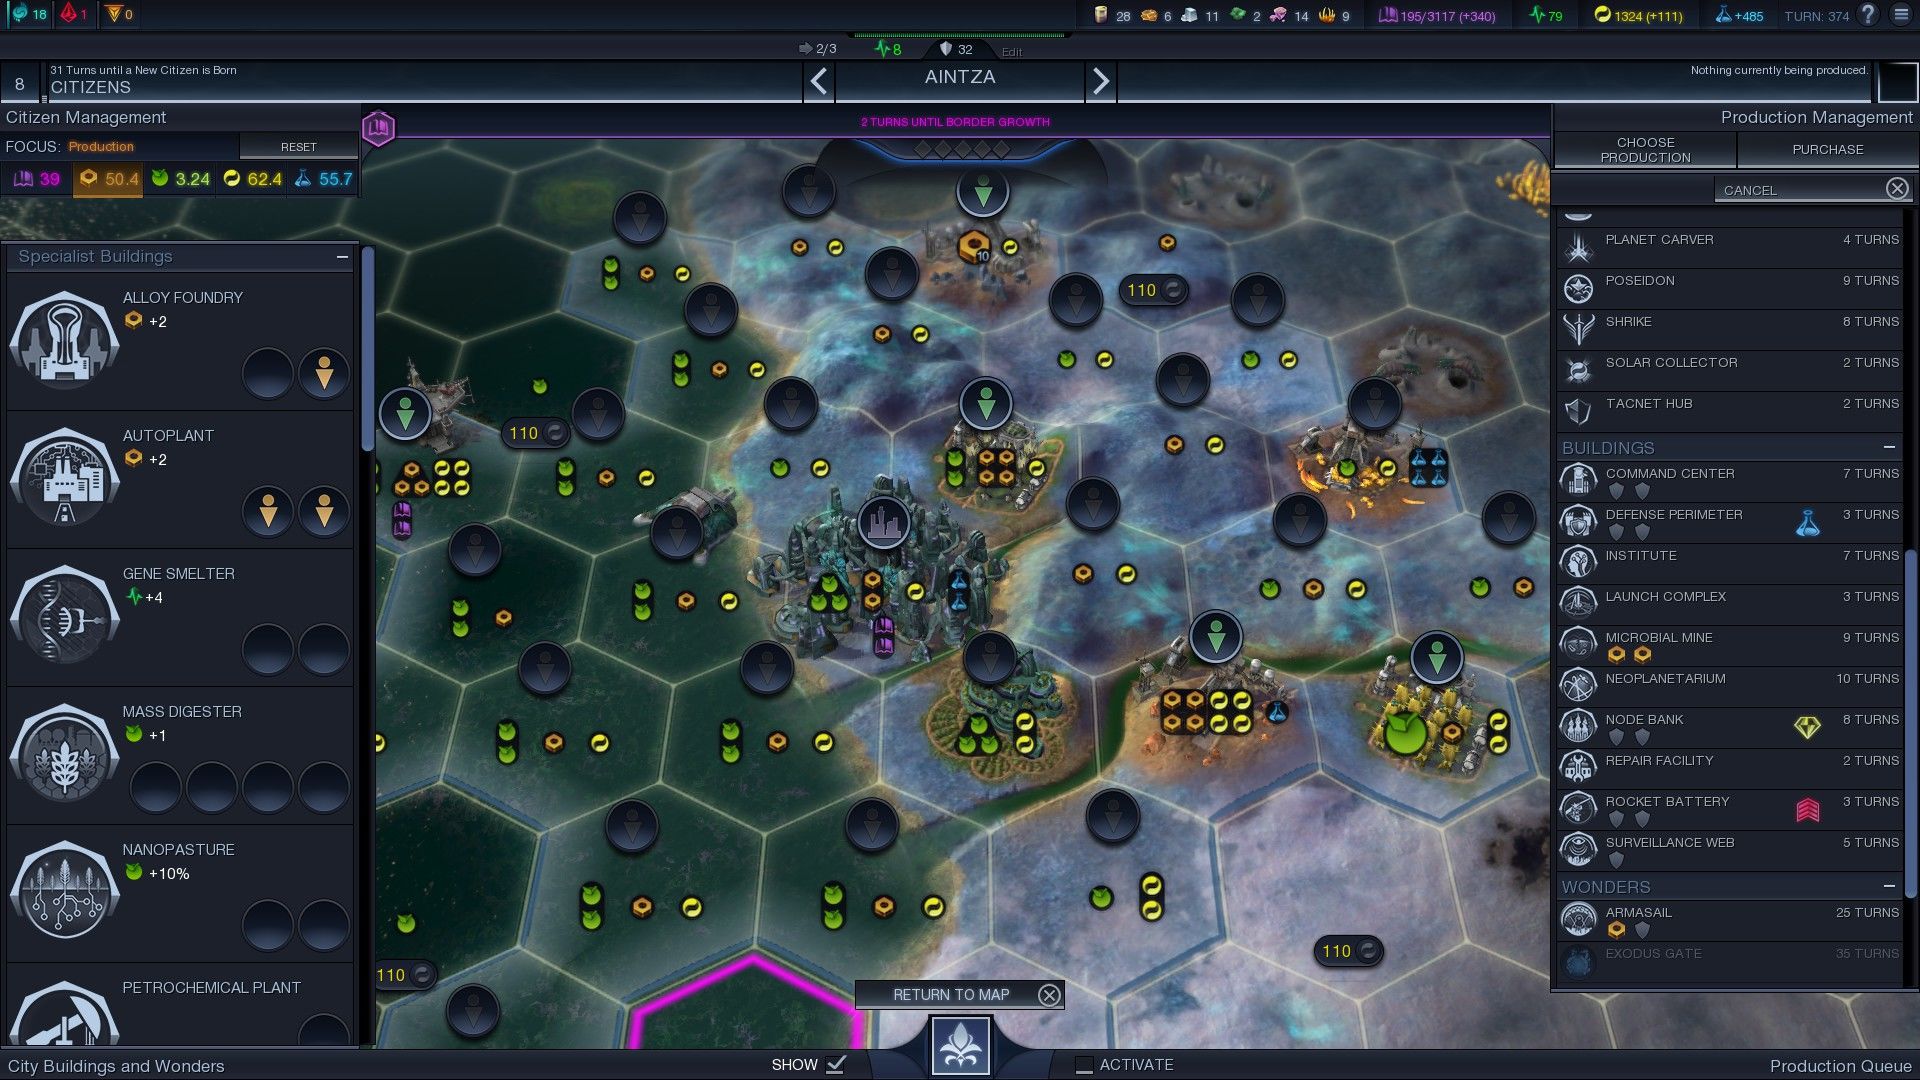 18 1 0
28 6 11 2 14 9 195/3117 (+340) 79 1324 (+111) +485 TURN: 374 ?
2/3 8 32 Edit
8 31 Turns until a New Citizen is Born
CITIZENS
AINTZA
Nothing currently being produced.
Citizen Management
FOCUS: Production RESET
39 50.4 3.24 62.4 55.7
2 TURNS UNTIL BORDER GROWTH
Production Management
CHOOSE PRODUCTION
PURCHASE
CANCEL
Specialist Buildings
ALLOY FOUNDRY
+2
AUTOPLANT
+2
GENE SMELTER
+4
MASS DIGESTER
+1
NANOPASTURE
+10%
PETROCHEMICAL PLANT
10
110
110
110
110
PLANET CARVER 4 TURNS
POSEIDON 9 TURNS
SHRIKE 8 TURNS
SOLAR COLLECTOR 2 TURNS
TACNET HUB 2 TURNS
BUILDINGS
COMMAND CENTER 7 TURNS
DEFENSE PERIMETER 3 TURNS
INSTITUTE 7 TURNS
LAUNCH COMPLEX 3 TURNS
MICROBIAL MINE 9 TURNS
NEOPLANETARIUM 10 TURNS
NODE BANK 8 TURNS
REPAIR FACILITY 2 TURNS
ROCKET BATTERY 3 TURNS
SURVEILLANCE WEB 5 TURNS
WONDERS
ARMASAIL 25 TURNS
EXODUS GATE 35 TURNS
RETURN TO MAP
City Buildings and Wonders
SHOW
ACTIVATE
Production Queue